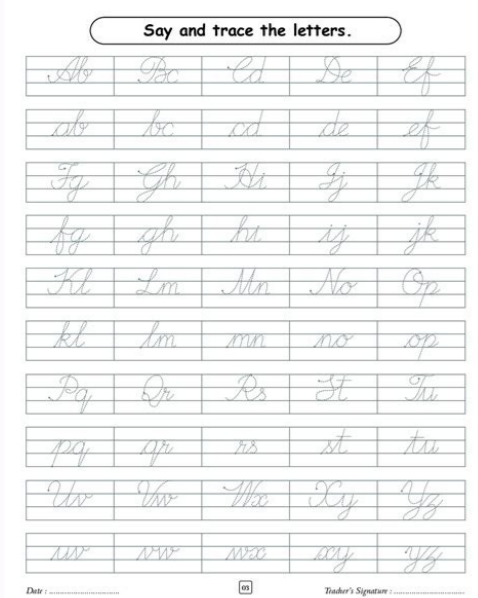 Say and trace the letters.
Ab Bc Cd De Ef
ab bc cd de ef
Fg Gh Hi Ij Jk
fg gh hi ij jk
Kl Lm Mn No Op
kl lm mn no op
Pq Qr Rs St Tu
pq qr rs st tu
Uv Vw Wx Xy Yz
uv vw wx xy yz
Date : ............................ 03 Teacher's Signature : ............................